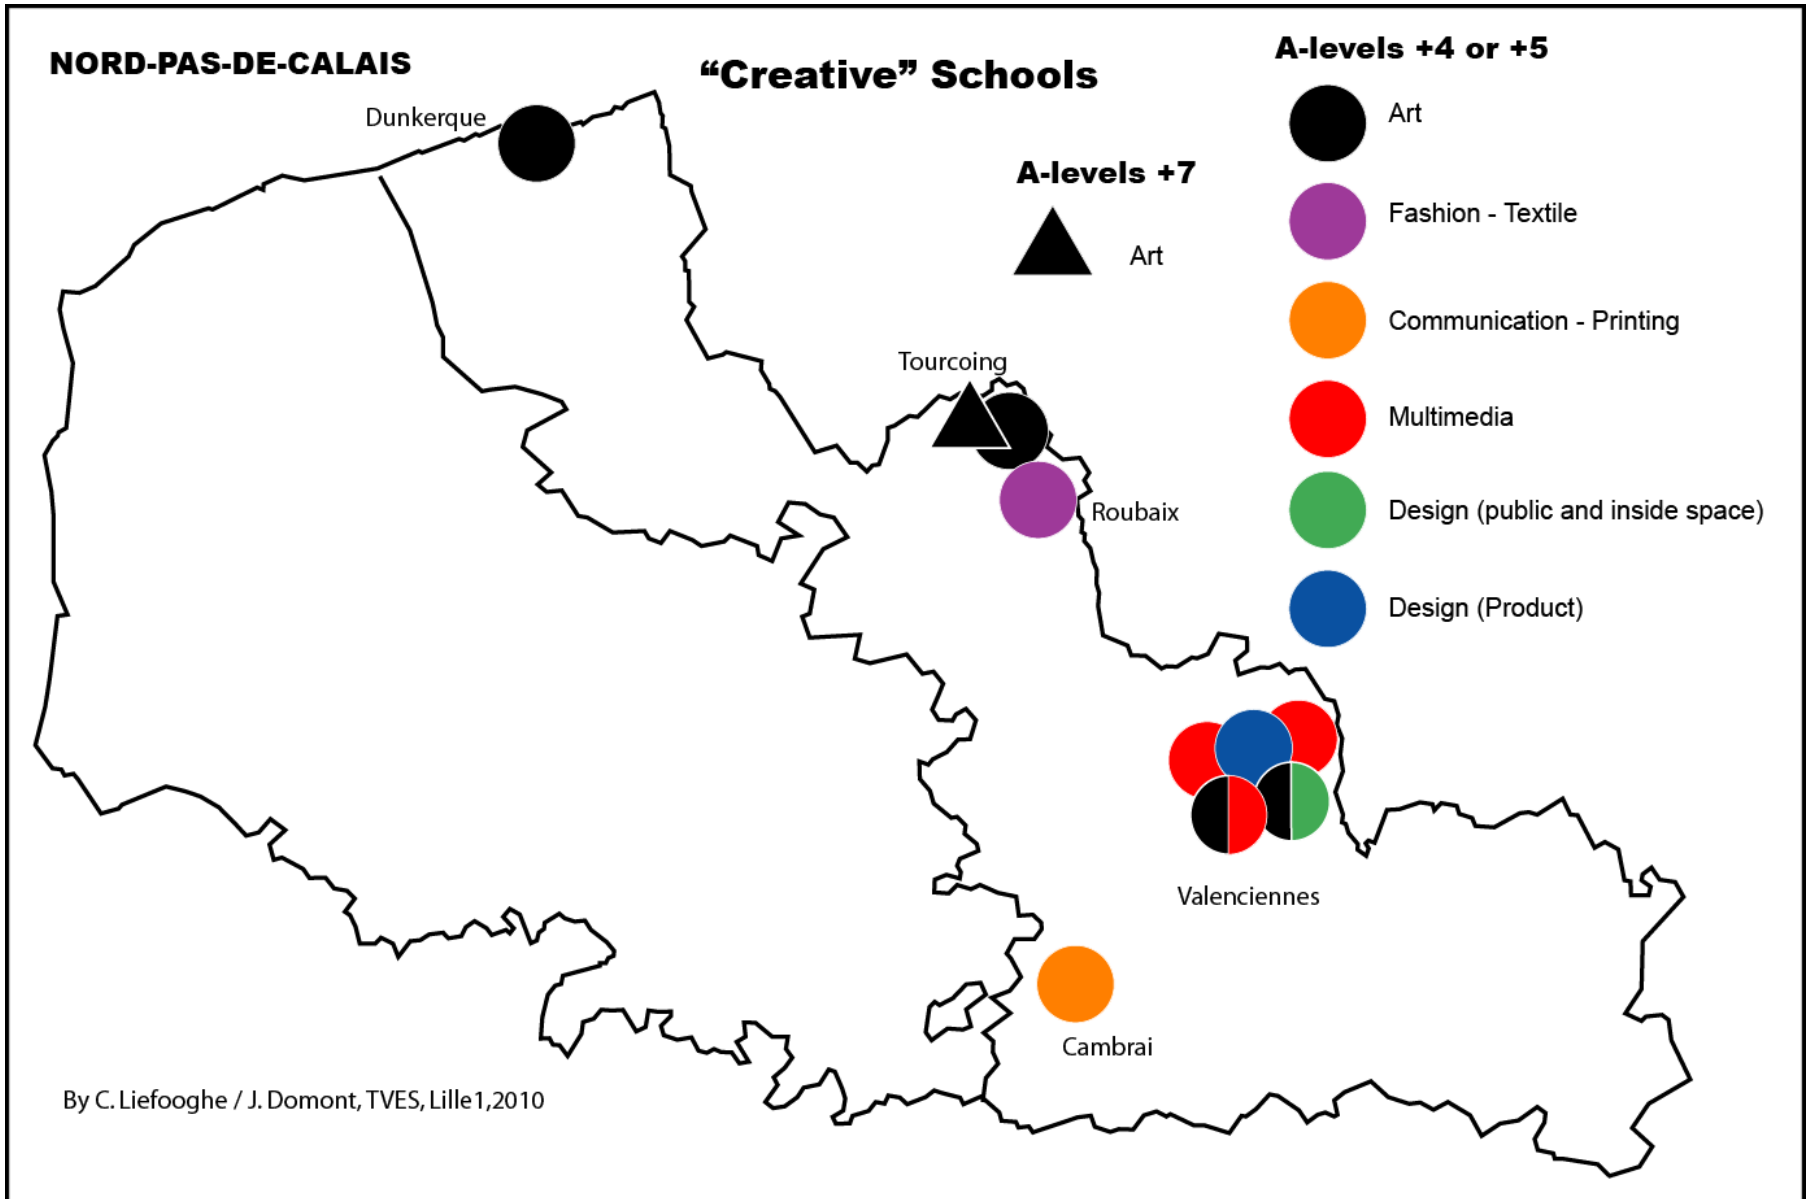 NORD-PAS-DE-CALAIS
“Creative” Schools
A-levels +4 or +5
Art
Fashion - Textile
Communication - Printing
Multimedia
Design (public and inside space)
Design (Product)
A-levels +7
Art
Dunkerque
Tourcoing
Roubaix
Valenciennes
Cambrai
By C. Liefooghe / J. Domont, TVES, Lille1,2010